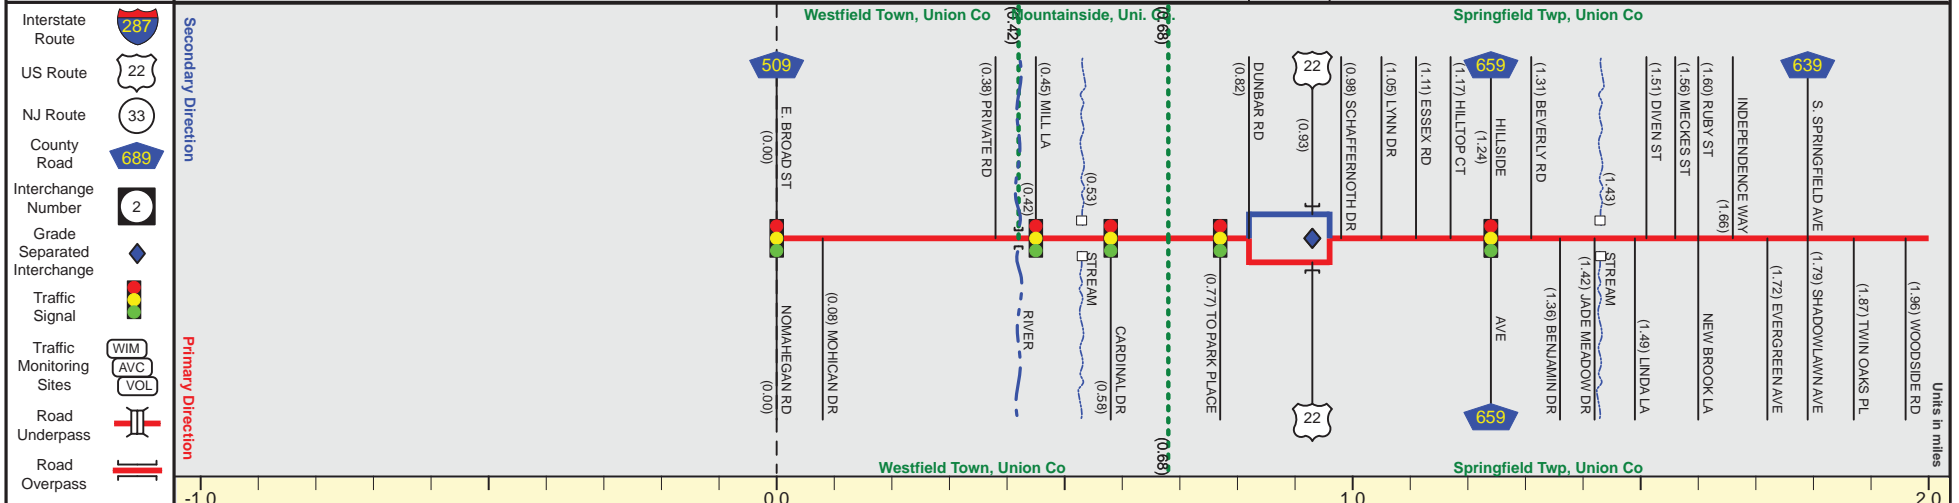 Interstate
Route
287
US Route
22
NJ Route
33
County
Road
689
Interchange
Number
2
Grade
Separated
Interchange
Traffic
Signal
Traffic
Monitoring
Sites
WIM
AVC
VOL
Road
Underpass
Road
Overpass
Secondary Direction
Primary Direction
Westfield Town, Union Co
Mountainside, Uni. Co.
Springfield Twp, Union Co
(0.42)
(0.68)
509
E. BROAD ST
(0.00)
(0.38) PRIVATE RD
(0.42)
(0.45) MILL LA
(0.53)
DUNBAR RD
(0.82)
22
(0.93)
(0.98) SCHAFFERNOTH DR
(1.05) LYNN DR
(1.11) ESSEX RD
(1.17) HILLTOP CT
659
HILLSIDE
(1.24)
(1.31) BEVERLY RD
(1.43)
(1.51) DIVEN ST
(1.56) MECKES ST
(1.60) RUBY ST
INDEPENDENCE WAY
(1.66)
639
S. SPRINGFIELD AVE
NOMAHEGAN RD
(0.00)
(0.08) MOHICAN DR
RIVER
STREAM
CARDINAL DR
(0.58)
(0.77) TO PARK PLACE
22
AVE
659
(1.36) BENJAMIN DR
(1.42) JADE MEADOW DR
STREAM
(1.49) LINDA LA
NEW BROOK LA
(1.72) EVERGREEN AVE
(1.79) SHADOWLAWN AVE
(1.87) TWIN OAKS PL
(1.96) WOODSIDE RD
Units in miles
Westfield Town, Union Co
(0.68)
Springfield Twp, Union Co
-1.0
0.0
1.0
2.0